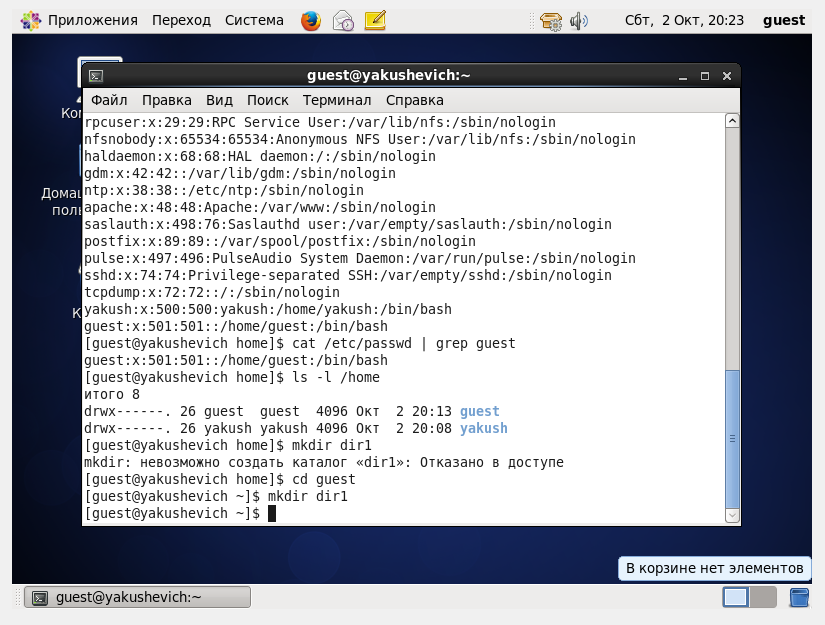 Приложения Переход Система Сбт, 2 Окт, 20:23 guest
guest@yakushevich:~
Файл Правка Вид Поиск Терминал Справка
rpcuser:x:29:29:RPC Service User:/var/lib/nfs:/sbin/nologin
nfsnobody:x:65534:65534:Anonymous NFS User:/var/lib/nfs:/sbin/nologin
haldaemon:x:68:68:HAL daemon:/:/sbin/nologin
gdm:x:42:42::/var/lib/gdm:/sbin/nologin
ntp:x:38:38::/etc/ntp:/sbin/nologin
apache:x:48:48:Apache:/var/www:/sbin/nologin
saslauth:x:498:76:Saslauthd user:/var/empty/saslauth:/sbin/nologin
postfix:x:89:89::/var/spool/postfix:/sbin/nologin
pulse:x:497:496:PulseAudio System Daemon:/var/run/pulse:/sbin/nologin
sshd:x:74:74:Privilege-separated SSH:/var/empty/sshd:/sbin/nologin
tcpdump:x:72:72::/:/sbin/nologin
yakush:x:500:500:yakush:/home/yakush:/bin/bash
guest:x:501:501::/home/guest:/bin/bash
[guest@yakushevich home]$ cat /etc/passwd | grep guest
guest:x:501:501::/home/guest:/bin/bash
[guest@yakushevich home]$ ls -l /home
итого 8
drwx------. 26 guest  guest  4096 Окт  2 20:13 guest
drwx------. 26 yakush yakush 4096 Окт  2 20:08 yakush
[guest@yakushevich home]$ mkdir dir1
mkdir: невозможно создать каталог «dir1»: Отказано в доступе
[guest@yakushevich home]$ cd guest
[guest@yakushevich ~]$ mkdir dir1
[guest@yakushevich ~]$
В корзине нет элементов
guest@yakushevich:~